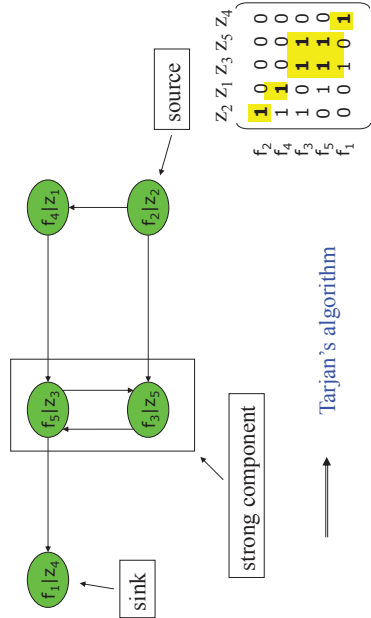 f₁|z₄
f₅|z₃
f₄|z₁
f₃|z₅
f₂|z₂
sink
source
strong component
Tarjan's algorithm
z₂ z₁ z₃ z₅ z₄
f₂ 1 0 0 0 0
f₄ 1 1 0 0 0
f₃ 1 0 1 1 0
f₅ 0 1 1 1 0
f₁ 0 0 1 0 1